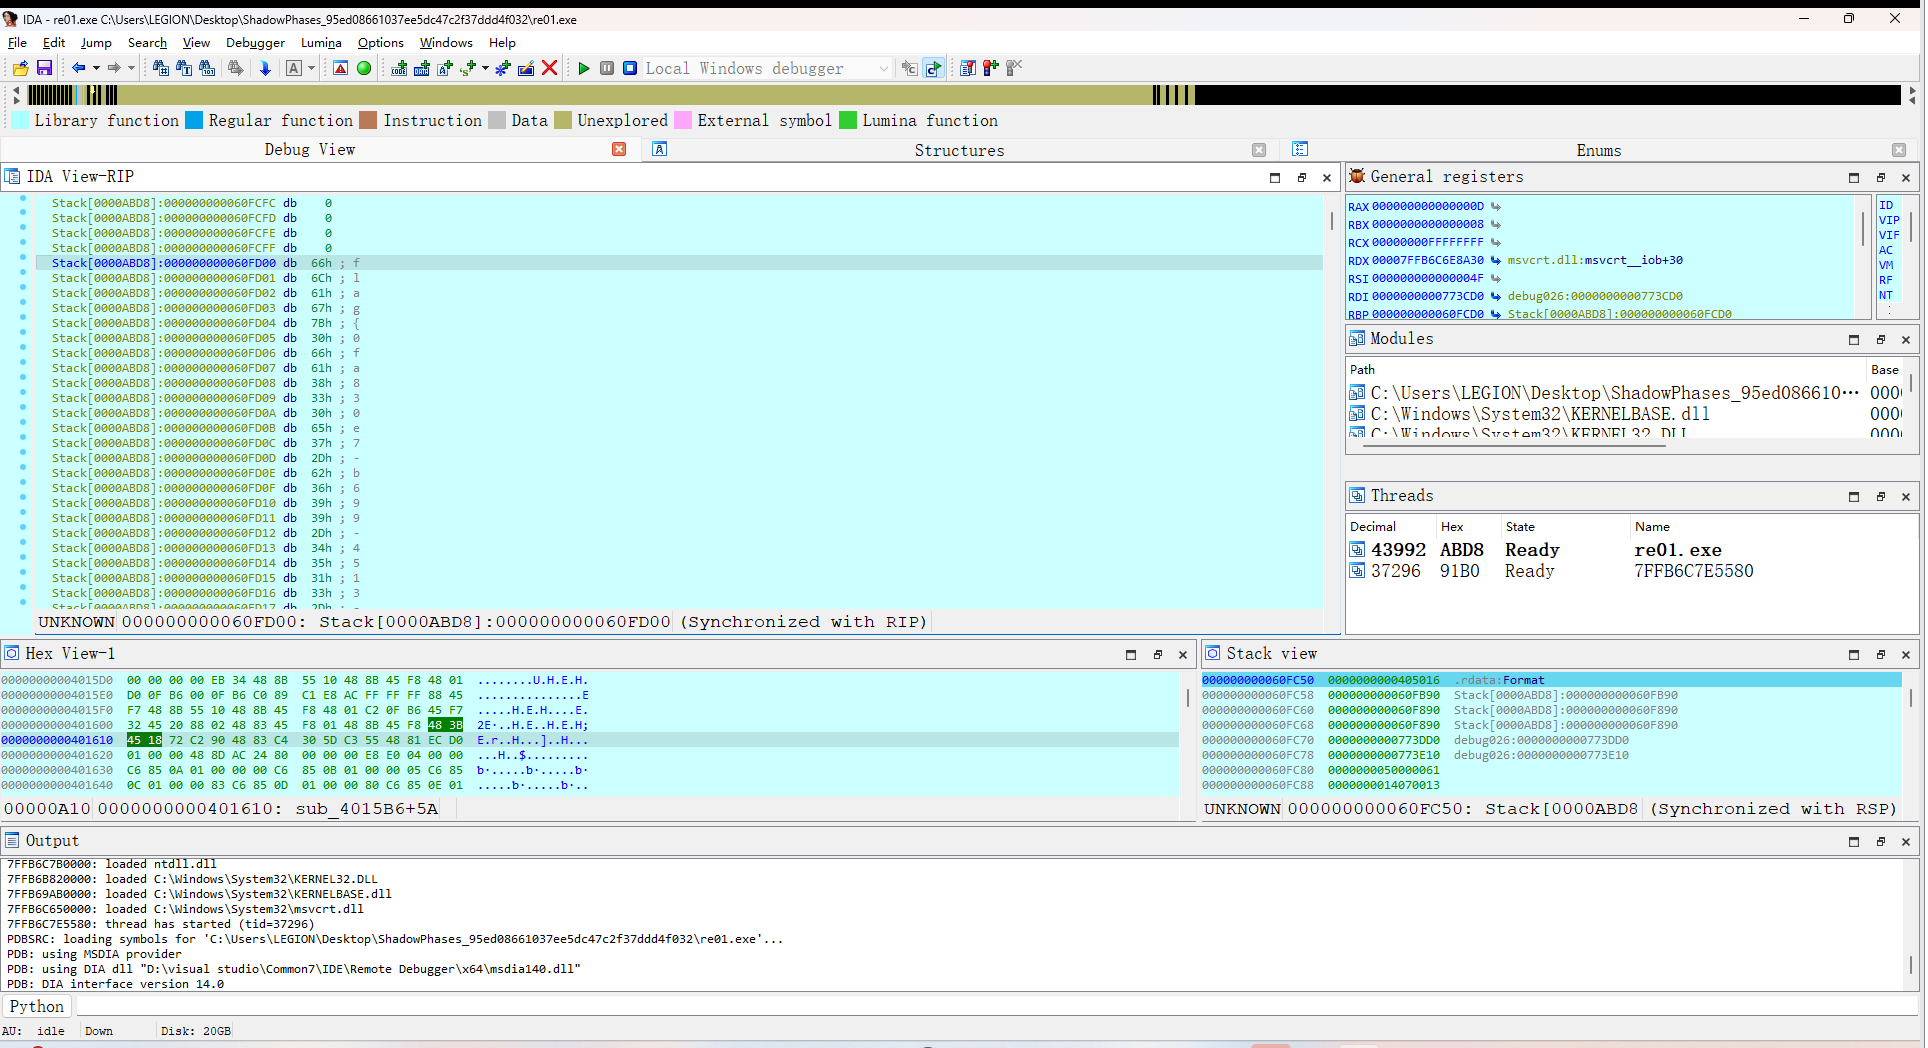 IDA - re01.exe C:\Users\LEGION\Desktop\ShadowPhases_95ed08661037ee5dc47c2f37ddd4f032\re01.exe
File Edit Jump Search View Debugger Lumina Options Windows Help
Local Windows debugger
Library function Regular function Instruction Data Unexplored External symbol Lumina function
Debug View Structures Enums
IDA View-RIP
Stack[0000ABD8]:000000000060FCFC db 0
Stack[0000ABD8]:000000000060FCFD db 0
Stack[0000ABD8]:000000000060FCFE db 0
Stack[0000ABD8]:000000000060FCFF db 0
Stack[0000ABD8]:000000000060FD00 db 66h ; f
Stack[0000ABD8]:000000000060FD01 db 6Ch ; l
Stack[0000ABD8]:000000000060FD02 db 61h ; a
Stack[0000ABD8]:000000000060FD03 db 67h ; g
Stack[0000ABD8]:000000000060FD04 db 7Bh ; {
Stack[0000ABD8]:000000000060FD05 db 30h ; 0
Stack[0000ABD8]:000000000060FD06 db 66h ; f
Stack[0000ABD8]:000000000060FD07 db 61h ; a
Stack[0000ABD8]:000000000060FD08 db 38h ; 8
Stack[0000ABD8]:000000000060FD09 db 33h ; 3
Stack[0000ABD8]:000000000060FD0A db 30h ; 0
Stack[0000ABD8]:000000000060FD0B db 65h ; e
Stack[0000ABD8]:000000000060FD0C db 37h ; 7
Stack[0000ABD8]:000000000060FD0D db 2Dh ; -
Stack[0000ABD8]:000000000060FD0E db 62h ; b
Stack[0000ABD8]:000000000060FD0F db 36h ; 6
Stack[0000ABD8]:000000000060FD10 db 39h ; 9
Stack[0000ABD8]:000000000060FD11 db 39h ; 9
Stack[0000ABD8]:000000000060FD12 db 2Dh ; -
Stack[0000ABD8]:000000000060FD13 db 34h ; 4
Stack[0000ABD8]:000000000060FD14 db 35h ; 5
Stack[0000ABD8]:000000000060FD15 db 31h ; 1
Stack[0000ABD8]:000000000060FD16 db 33h ; 3
Stack[0000ABD8]:000000000060FD17 db 2Dh ; -
UNKNOWN 000000000060FD00: Stack[0000ABD8]:000000000060FD00 (Synchronized with RIP)
General registers
RAX 000000000000000D
RBX 0000000000000008
RCX 00000000FFFFFFFF
RDX 00007FFB6C6E8A30 msvcrt.dll:msvcrt__iob+30
RSI 000000000000004F
RDI 0000000000773CD0 debug026:0000000000773CD0
RBP 000000000060FCD0 Stack[0000ABD8]:000000000060FCD0
ID
VIP
VIF
AC
VM
RF
NT
Modules
Path Base
C:\Users\LEGION\Desktop\ShadowPhases_95ed086610··· 000
C:\Windows\System32\KERNELBASE.dll 000
C:\Windows\System32\KERNEL32.DLL 000
Threads
Decimal Hex State Name
43992 ABD8 Ready re01.exe
37296 91B0 Ready 7FFB6C7E5580
Hex View-1
00000000004015D0 00 00 00 00 EB 34 48 8B 55 10 48 8B 45 F8 48 01 ........U.H.E.H.
00000000004015E0 D0 0F B6 00 0F B6 C0 89 C1 E8 AC FF FF FF 88 45 ...............E
00000000004015F0 F7 48 8B 55 10 48 8B 45 F8 48 01 C2 0F B6 45 F7 .....H.E.H....E.
0000000000401600 32 45 20 88 02 48 83 45 F8 01 48 8B 45 F8 48 3B 2E·..H.E..H.E.H;
0000000000401610 45 18 72 C2 90 48 83 C4 30 5D C3 55 48 81 EC D0 E.r..H...]..H...
0000000000401620 01 00 00 48 8D AC 24 80 00 00 00 E8 E0 04 00 00 ...H..$.........
0000000000401630 C6 85 0A 01 00 00 00 C6 85 0B 01 00 00 05 C6 85 b·.....b·.....b·
0000000000401640 0C 01 00 00 83 C6 85 0D 01 00 00 80 C6 85 0E 01 .....b·.....b·..
00000A10 0000000000401610: sub_4015B6+5A
Stack view
000000000060FC50 0000000000405016 .rdata:Format
000000000060FC58 000000000060FB90 Stack[0000ABD8]:000000000060FB90
000000000060FC60 000000000060F890 Stack[0000ABD8]:000000000060F890
000000000060FC68 000000000060F890 Stack[0000ABD8]:000000000060F890
000000000060FC70 0000000000773DD0 debug026:0000000000773DD0
000000000060FC78 0000000000773E10 debug026:0000000000773E10
000000000060FC80 0000000050000061
000000000060FC88 0000000014070013
UNKNOWN 000000000060FC50: Stack[0000ABD8 (Synchronized with RSP)
Output
7FFB6C7B0000: loaded ntdll.dll
7FFB6B820000: loaded C:\Windows\System32\KERNEL32.DLL
7FFB69AB0000: loaded C:\Windows\System32\KERNELBASE.dll
7FFB6C650000: loaded C:\Windows\System32\msvcrt.dll
7FFB6C7E5580: thread has started (tid=37296)
PDBSRC: loading symbols for 'C:\Users\LEGION\Desktop\ShadowPhases_95ed08661037ee5dc47c2f37ddd4f032\re01.exe'...
PDB: using MSDIA provider
PDB: using DIA dll "D:\visual studio\Common7\IDE\Remote Debugger\x64\msdia140.dll"
PDB: DIA interface version 14.0
Python
AU: idle Down Disk: 20GB